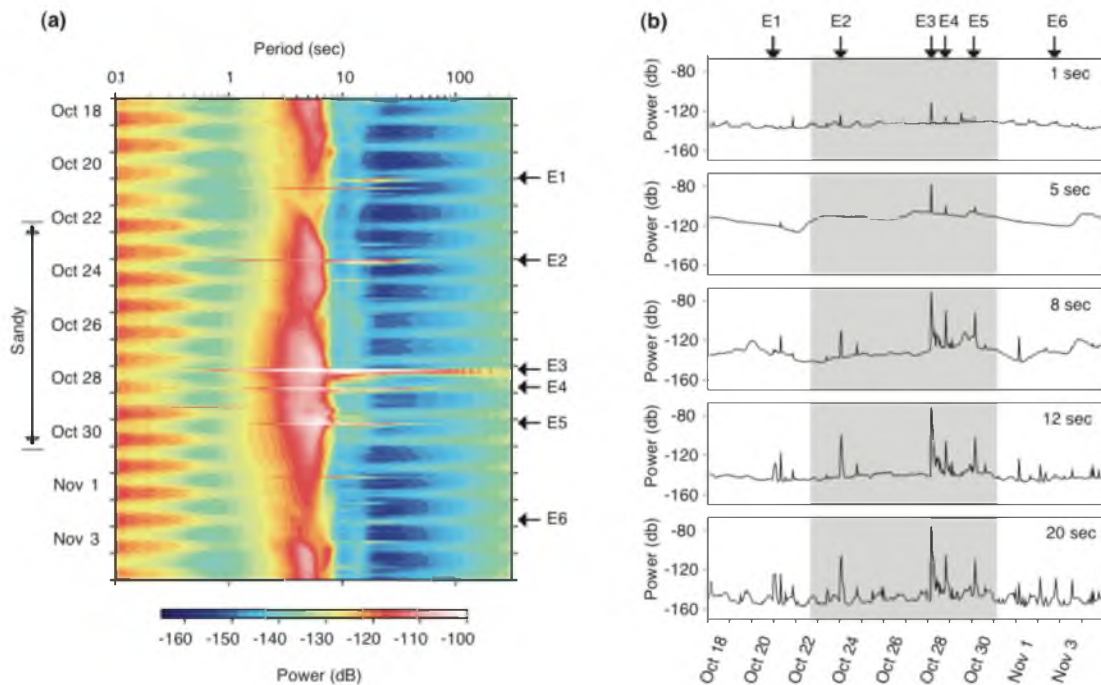 (a)
Period (sec)
01 1 10 100
Oct 18
Oct 20
Oct 22
Oct 24
Oct 26
Oct 28
Oct 30
Nov 1
Nov 3
Sandy
E1
E2
E3
E4
E5
E6
-160 -150 -140 -130 -120 -110 -100
Power (dB)
(b)
E1 E2 E3 E4 E5 E6
1 sec
Power (db)
-80
-120
-160
5 sec
Power (db)
-80
-120
-160
8 sec
Power (db)
-80
-120
-160
12 sec
Power (db)
-80
-120
-160
20 sec
Power (db)
-80
-120
-160
Oct 18 Oct 20 Oct 22 Oct 24 Oct 26 Oct 28 Oct 30 Nov 1 Nov 3